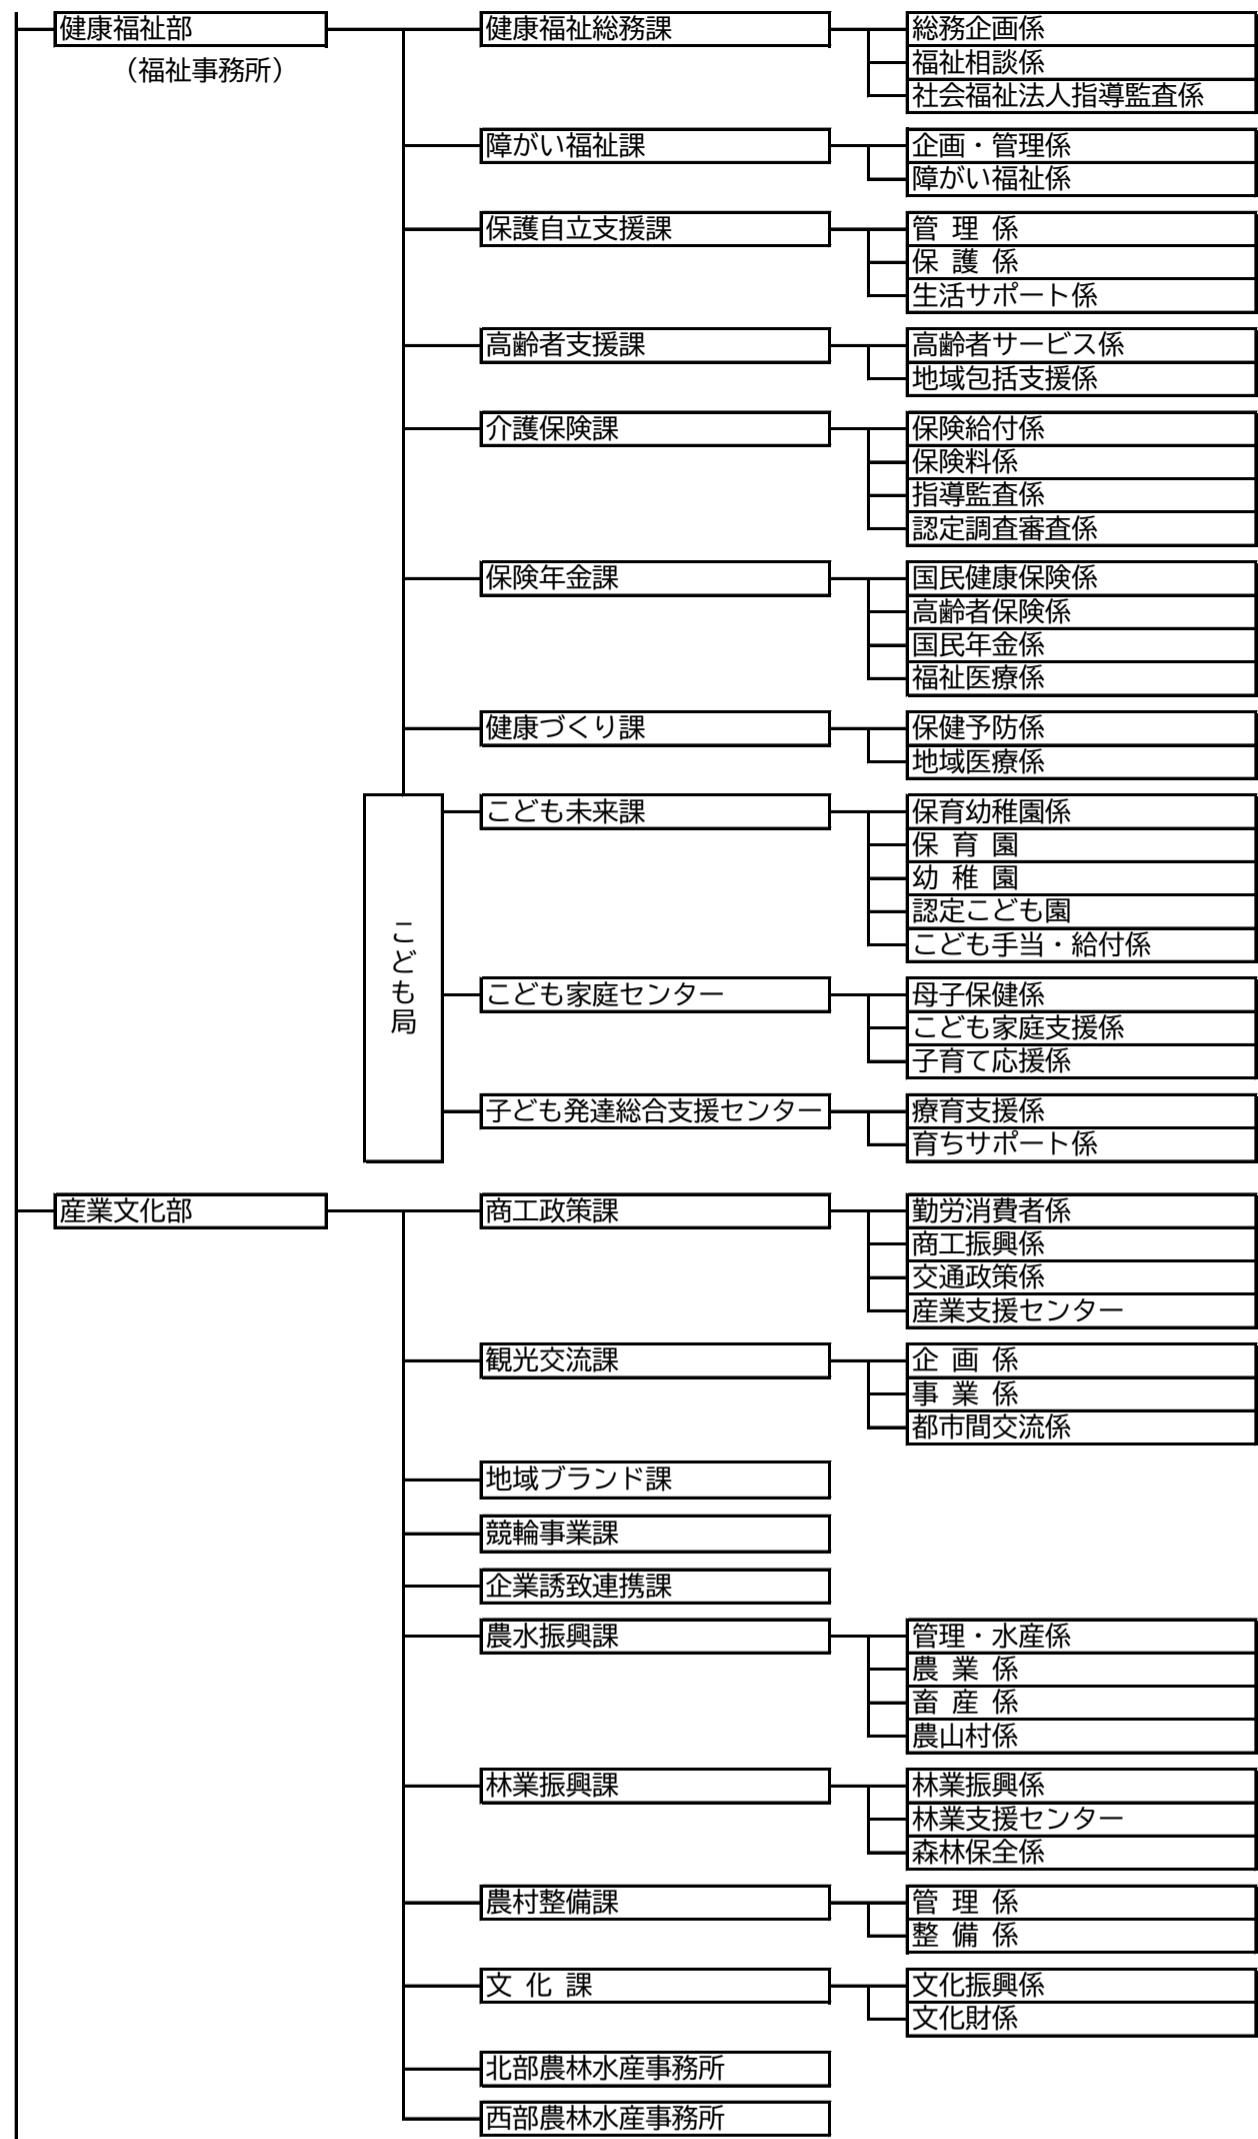 健康福祉部
（福祉事務所）
健康福祉総務課
総務企画係
福祉相談係
社会福祉法人指導監査係
障がい福祉課
企画・管理係
障がい福祉係
保護自立支援課
管 理 係
保 護 係
生活サポート係
高齢者支援課
高齢者サービス係
地域包括支援係
介護保険課
保険給付係
保険料係
指導監査係
認定調査審査係
保険年金課
国民健康保険係
高齢者保険係
国民年金係
福祉医療係
健康づくり課
保健予防係
地域医療係
こども局
こども未来課
保育幼稚園係
保 育 園
幼 稚 園
認定こども園
こども手当・給付係
こども家庭センター
母子保健係
こども家庭支援係
子育て応援係
子ども発達総合支援センター
療育支援係
育ちサポート係
産業文化部
商工政策課
勤労消費者係
商工振興係
交通政策係
産業支援センター
観光交流課
企 画 係
事 業 係
都市間交流係
地域ブランド課
競輪事業課
企業誘致連携課
農水振興課
管理・水産係
農 業 係
畜 産 係
農山村係
林業振興課
林業振興係
林業支援センター
森林保全係
農村整備課
管 理 係
整 備 係
文 化 課
文化振興係
文化財係
北部農林水産事務所
西部農林水産事務所